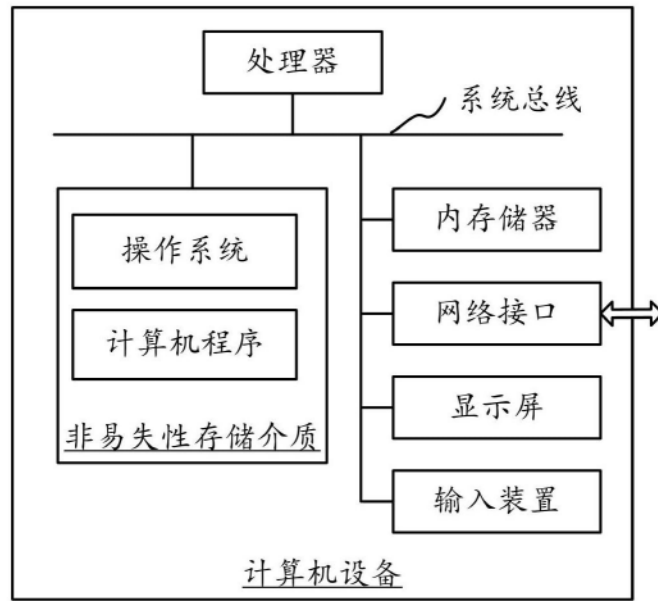 处理器
系统总线
操作系统
计算机程序
非易失性存储介质
内存储器
网络接口
显示屏
输入装置
计算机设备